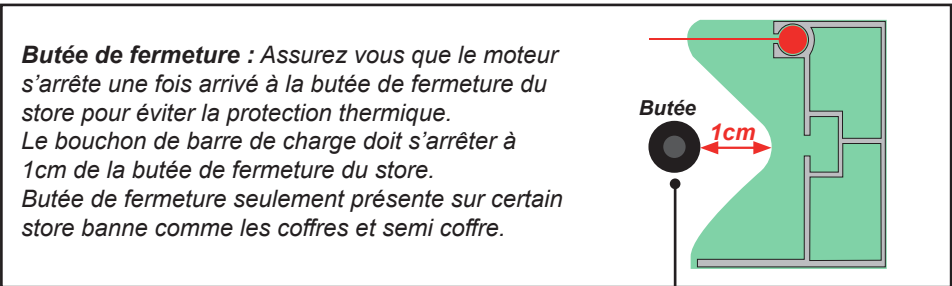 Butée de fermeture : Assurez vous que le moteur
s'arrête une fois arrivé à la butée de fermeture du
store pour éviter la protection thermique.
Le bouchon de barre de charge doit s'arrêter à
1cm de la butée de fermeture du store.
Butée de fermeture seulement présente sur certain
store banne comme les coffres et semi coffre.
Butée
1cm